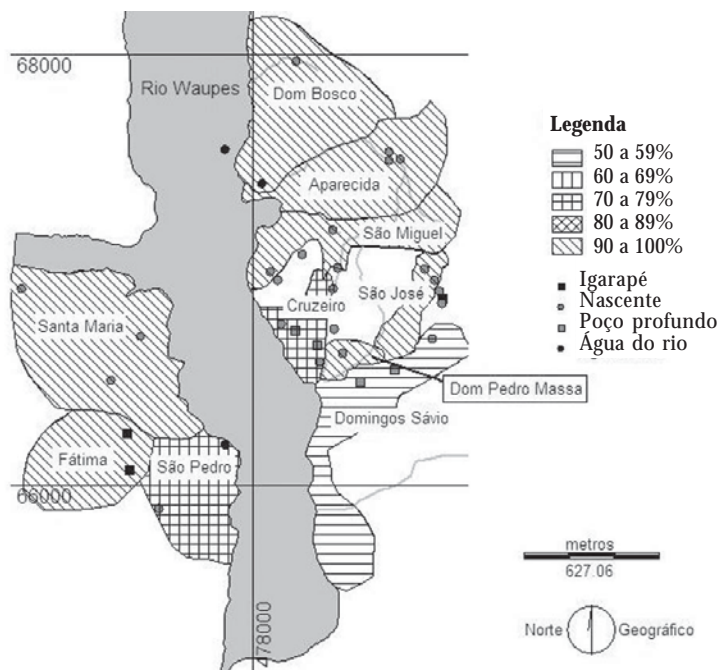 68000
Rio Waupes
Dom Bosco
Aparecida
São Miguel
Cruzeiro
São José
Santa Maria
Dom Pedro Massa
Domingos Sávio
Fátima
São Pedro
66000
478000
Legenda
50 a 59%
60 a 69%
70 a 79%
80 a 89%
90 a 100%
Igarapé
Nascente
Poço profundo
Água do rio
metros
627.06
Norte
Geográfico